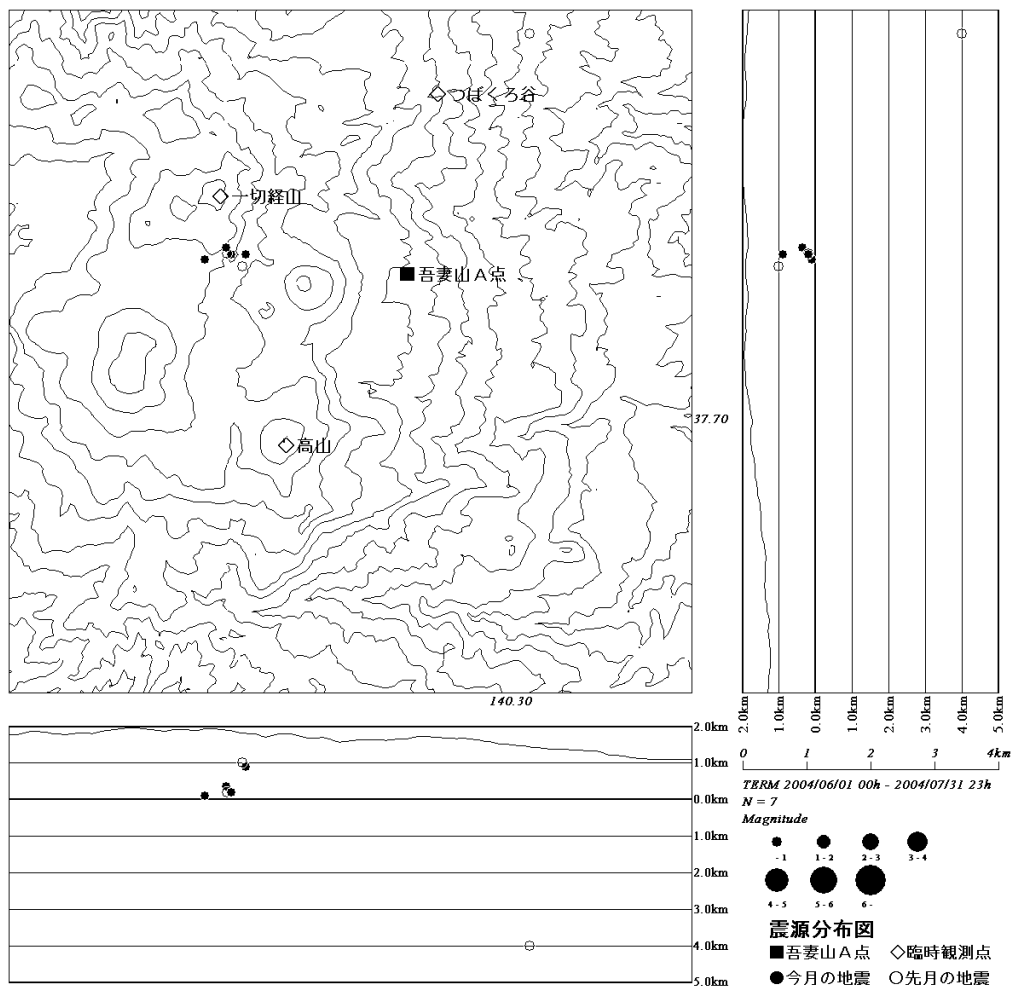 つばくろ谷
一切経山
吾妻山A点
高山
37.70
140.30
2.0km
1.0km
0.0km
1.0km
2.0km
3.0km
4.0km
5.0km
2.0km
1.0km
0.0km
1.0km
2.0km
3.0km
4.0km
5.0km
0 1 2 3 4km
TERM 2004/06/01 00h - 2004/07/31 23h
N = 7
Magnitude
- 1 1 - 2 2 - 3 3 - 4
4 - 5 5 - 6 6 -
震源分布図
■吾妻山A点 ◇臨時観測点
●今月の地震 ○先月の地震